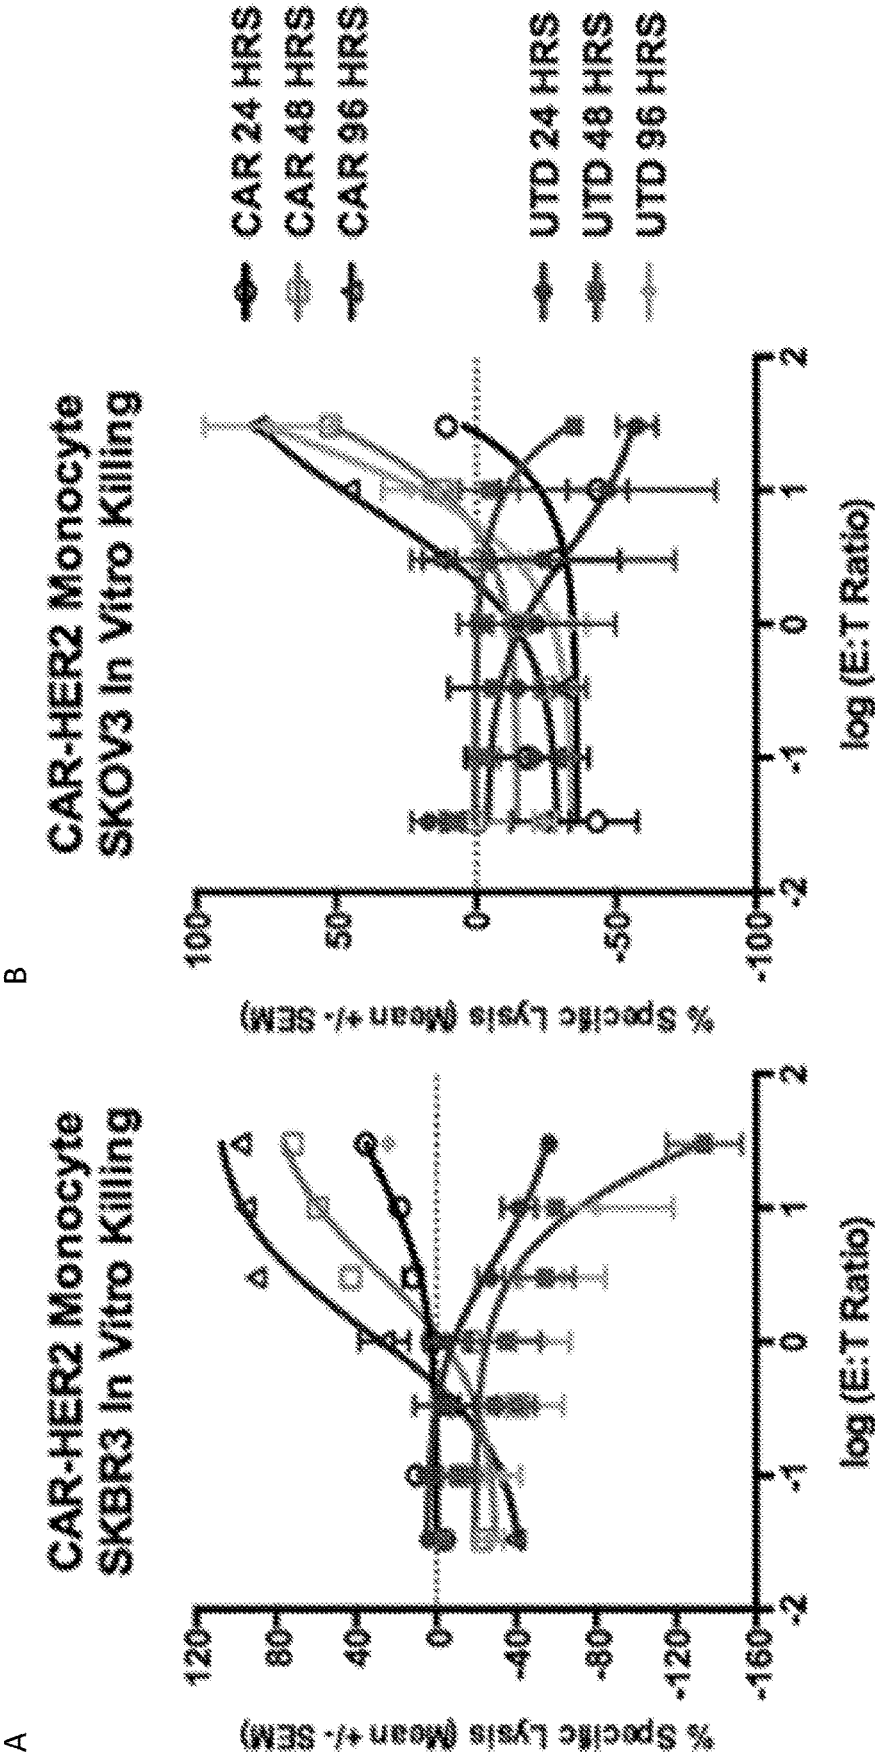 A
CAR-HER2 Monocyte
SKBR3 In Vitro Killing
% Specific Lysis (Mean +/- SEM)
120
80
40
0
-40
-80
-120
-160
-2
-1
0
1
2
log (E:T Ratio)
B
CAR-HER2 Monocyte
SKOV3 In Vitro Killing
% Specific Lysis (Mean +/- SEM)
100
50
0
-50
-100
-2
-1
0
1
2
log (E:T Ratio)
CAR 24 HRS
CAR 48 HRS
CAR 96 HRS
UTD 24 HRS
UTD 48 HRS
UTD 96 HRS